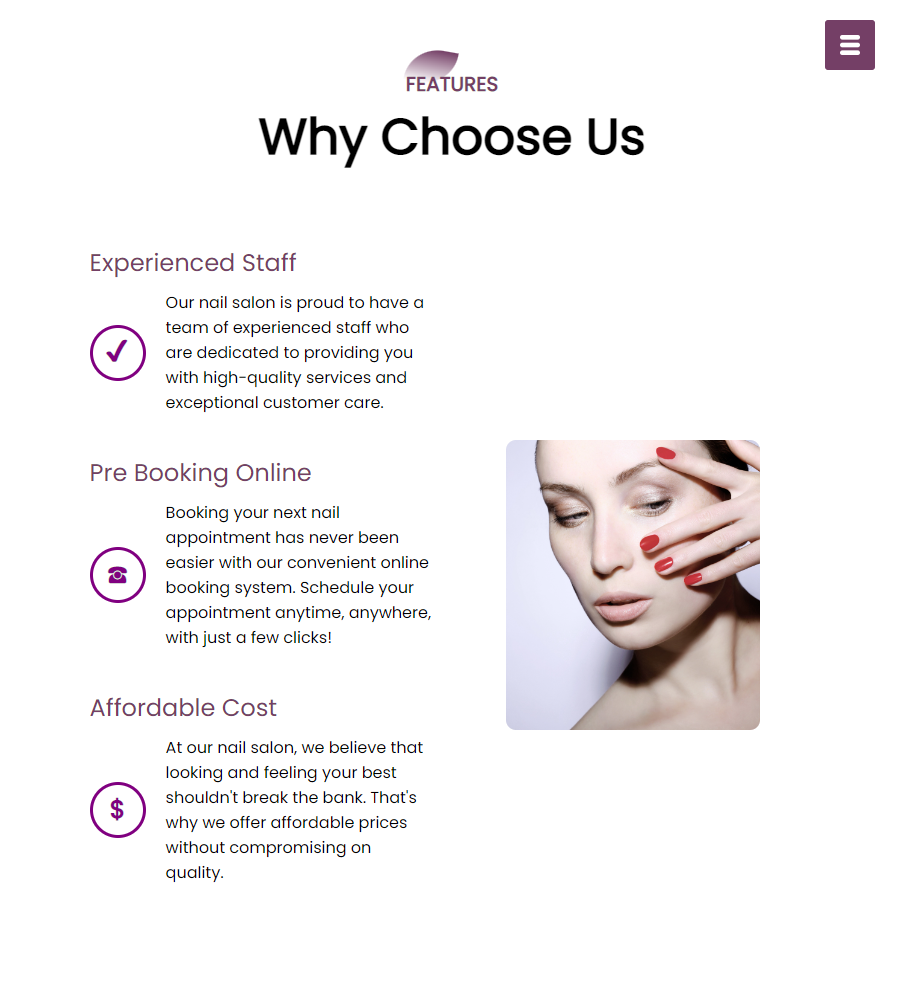 FEATURES
Why Choose Us
Experienced Staff
Our nail salon is proud to have a
team of experienced staff who
are dedicated to providing you
with high-quality services and
exceptional customer care.
Pre Booking Online
Booking your next nail
appointment has never been
easier with our convenient online
booking system. Schedule your
appointment anytime, anywhere,
with just a few clicks!
Affordable Cost
At our nail salon, we believe that
looking and feeling your best
shouldn't break the bank. That's
why we offer affordable prices
without compromising on
quality.
$